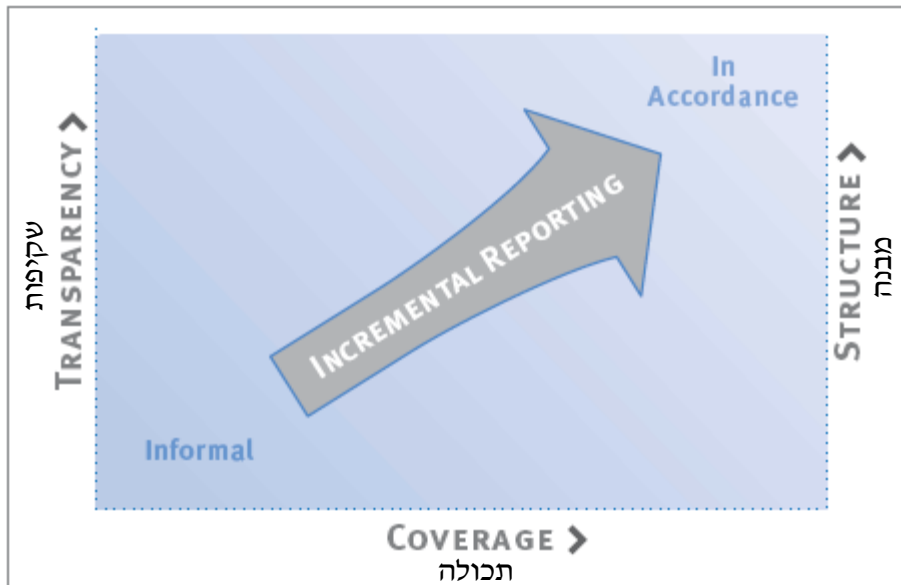 In
Accordance
TRANSPARENCY >
שקיפות
INCREMENTAL REPORTING
STRUCTURE >
מבנה
Informal
COVERAGE >
תכולה